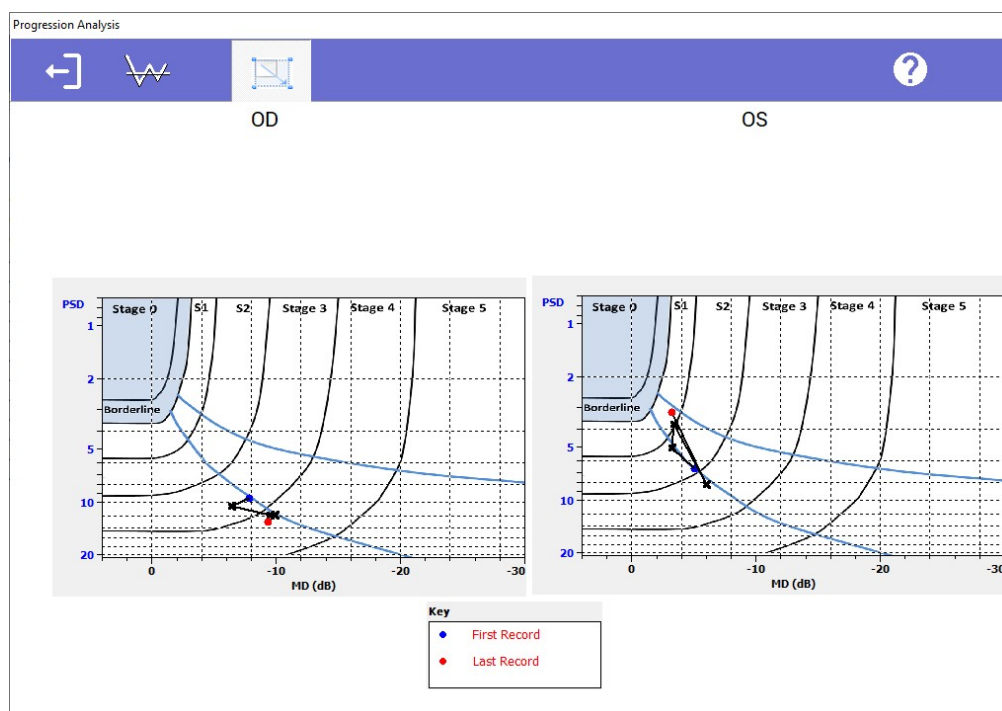 Progression Analysis
OD
OS
PSD
Stage 0
S1
S2
Stage 3
Stage 4
Stage 5
1
2
Borderline
5
10
20
0
-10
-20
-30
MD (dB)
PSD
Stage 0
S1
S2
Stage 3
Stage 4
Stage 5
1
2
Borderline
5
10
20
0
-10
-20
-30
MD (dB)
Key
First Record
Last Record